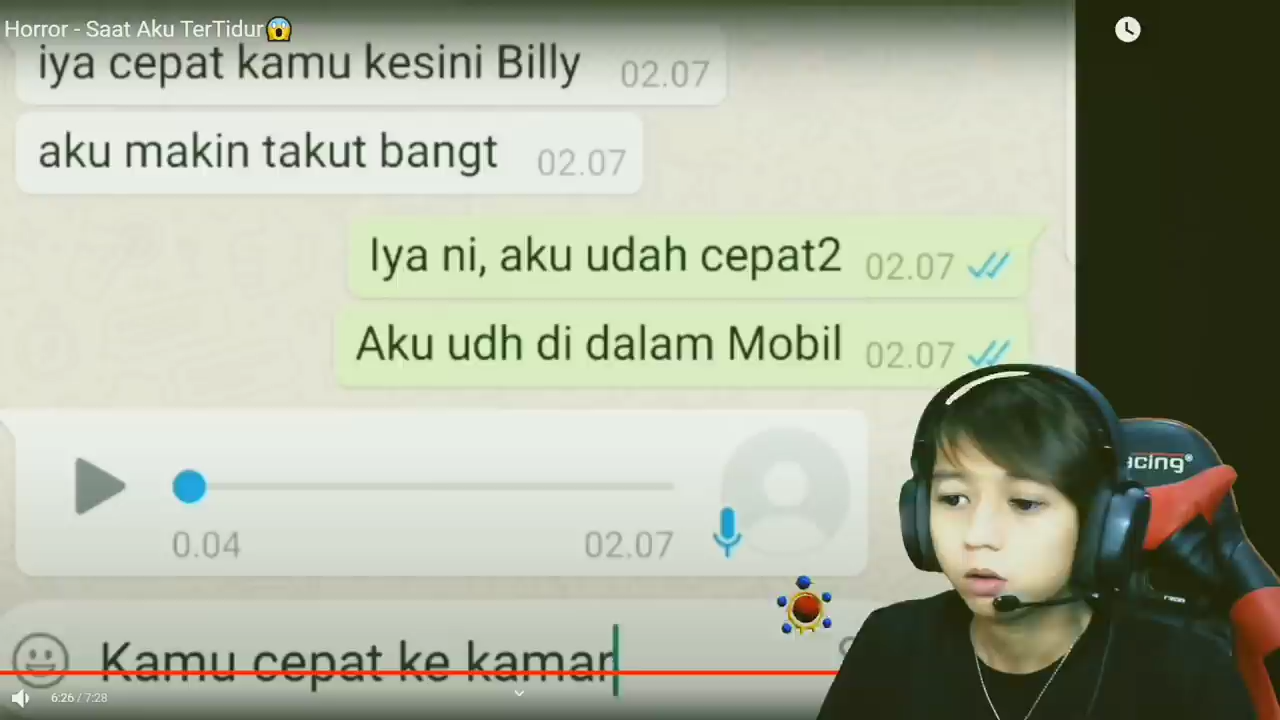 Horror - Saat Aku TerTidur😱
iya cepat kamu kesini Billy 02.07
aku makin takut bangt 02.07
Iya ni, aku udah cepat2 02.07
Aku udh di dalam Mobil 02.07
0.04 02.07
acing®
Kamu cepat ke kamar
6:26 / 7:28